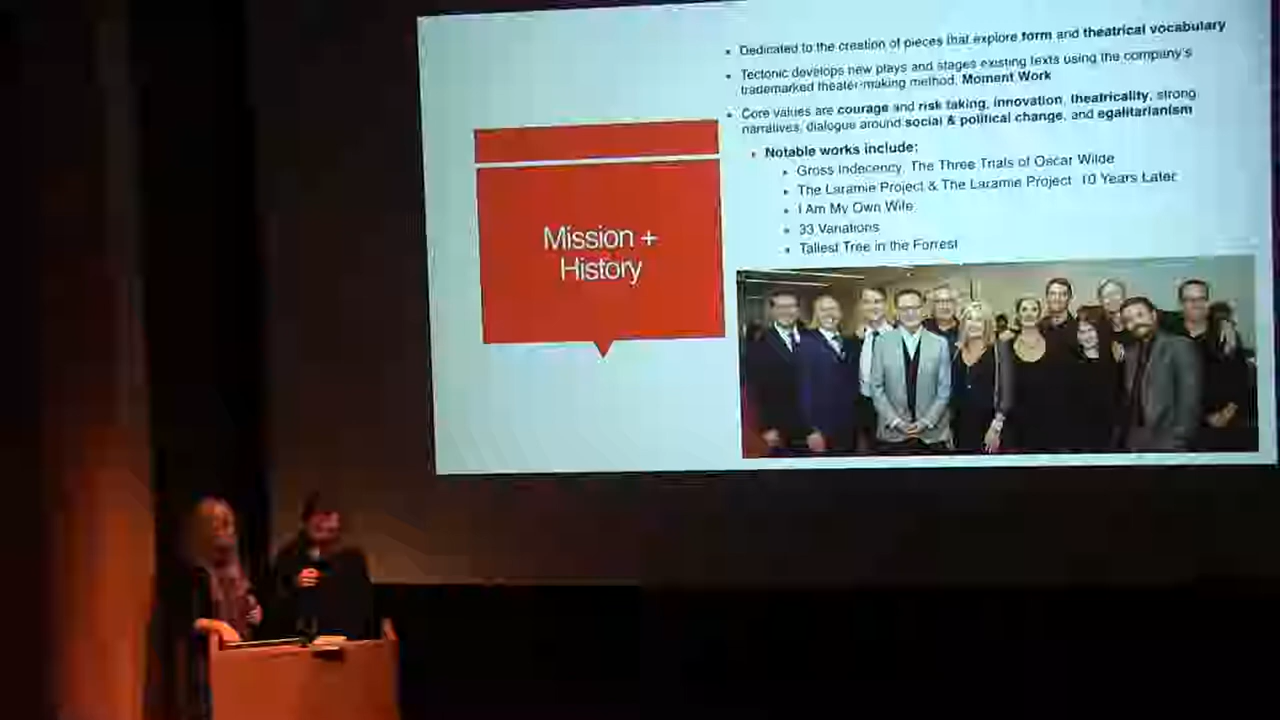 Mission +
History
Dedicated to the creation of pieces that explore form and theatrical vocabulary
Tectonic develops new plays and stages existing texts using the company's
trademarked theater-making method, Moment Work
Core values are courage and risk taking, innovation, theatricality, strong
narratives, dialogue around social & political change, and egalitarianism
Notable works include:
Gross Indecency: The Three Trials of Oscar Wilde
The Laramie Project & The Laramie Project: 10 Years Later
I Am My Own Wife
33 Variations
Tallest Tree in the Forrest